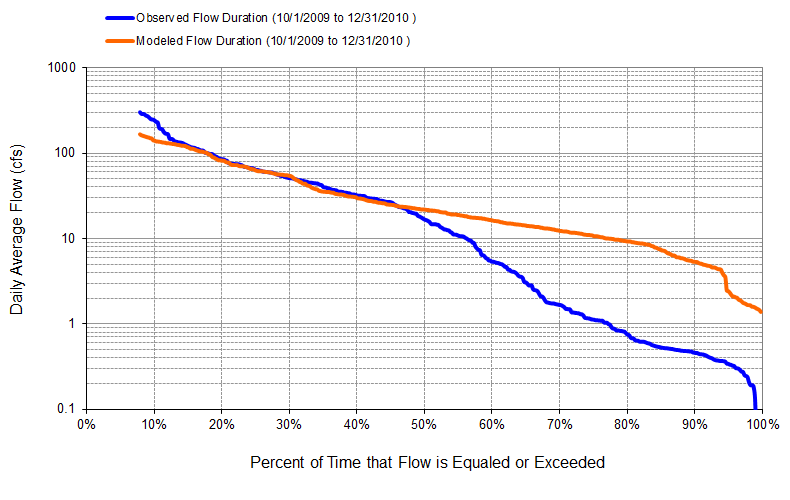 Observed Flow Duration (10/1/2009 to 12/31/2010 )
Modeled Flow Duration (10/1/2009 to 12/31/2010 )
1000
100
10
1
0.1
Daily Average Flow (cfs)
0% 10% 20% 30% 40% 50% 60% 70% 80% 90% 100%
Percent of Time that Flow is Equaled or Exceeded